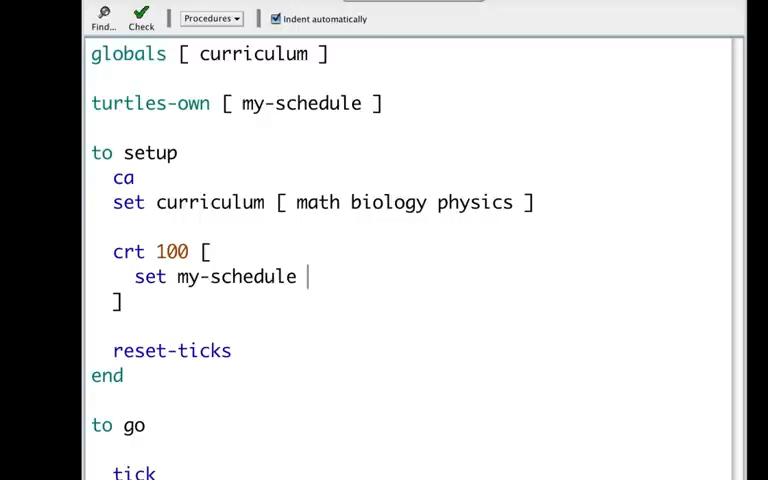 Find... Check Procedures Indent automatically
globals [ curriculum ]
turtles-own [ my-schedule ]
to setup
ca
set curriculum [ math biology physics ]
crt 100 [
set my-schedule
]
reset-ticks
end
to go
tick